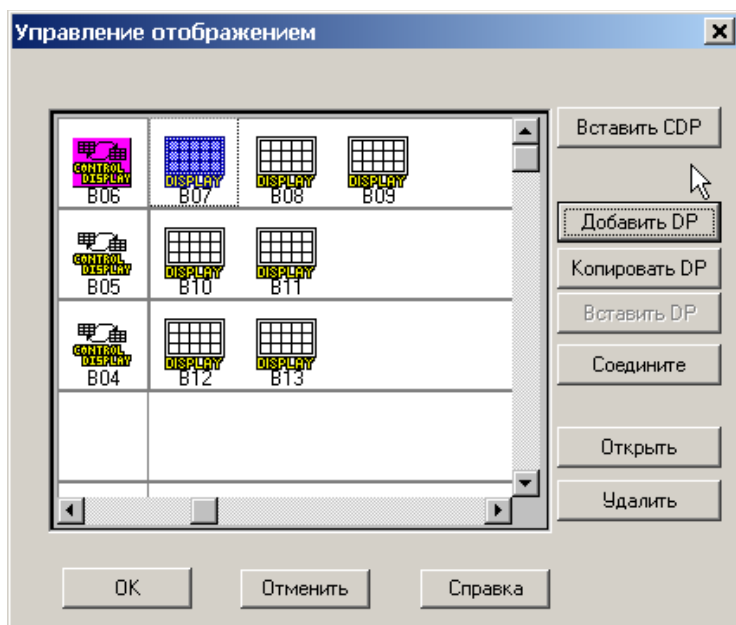 Управление отображением
Вставить CDP
CONTROL DISPLAY DISPLAY DISPLAY DISPLAY
B06 B07 B08 B09
Добавить DP
CONTROL DISPLAY DISPLAY DISPLAY
B05 B10 B11
Копировать DP
Вставить DP
CONTROL DISPLAY DISPLAY DISPLAY
B04 B12 B13
Соедините
Открыть
Удалить
OK Отменить Справка